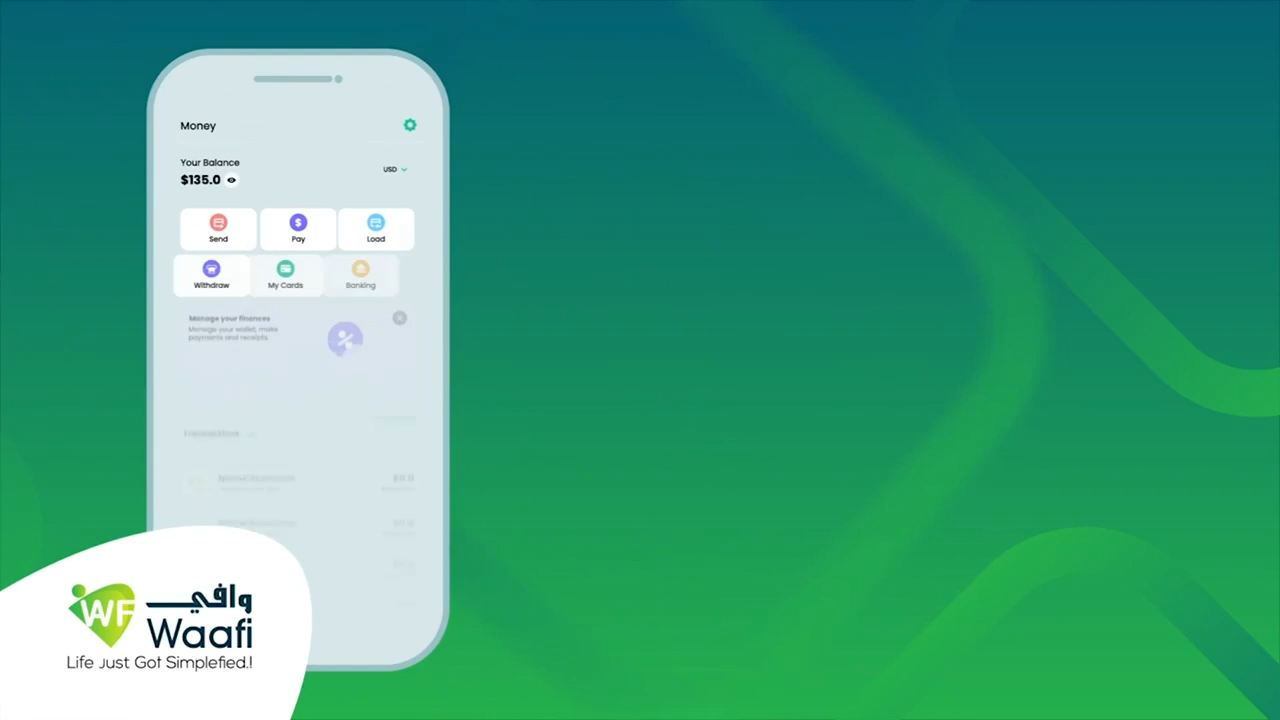 Money
Your Balance
USD
$135.0
Send
Pay
Load
Withdraw
My Cards
Banking
Manage your finances
Manage your wallet, make
payments and receipts.
WF
وافي
Waafi
Life Just Got Simplefied.!